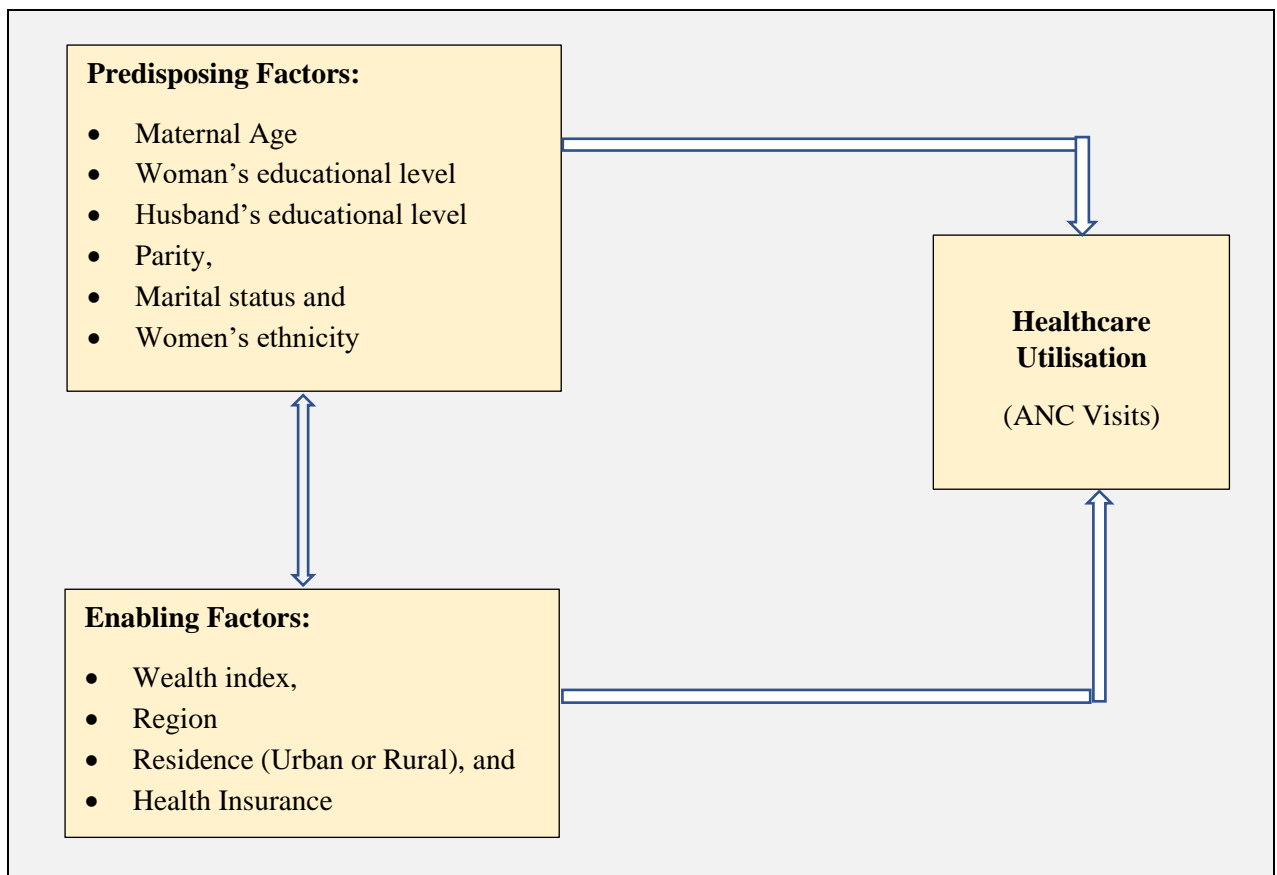 Predisposing Factors:
• Maternal Age
• Woman’s educational level
• Husband’s educational level
• Parity,
• Marital status and
• Women’s ethnicity
Healthcare
Utilisation
(ANC Visits)
Enabling Factors:
• Wealth index,
• Region
• Residence (Urban or Rural), and
• Health Insurance